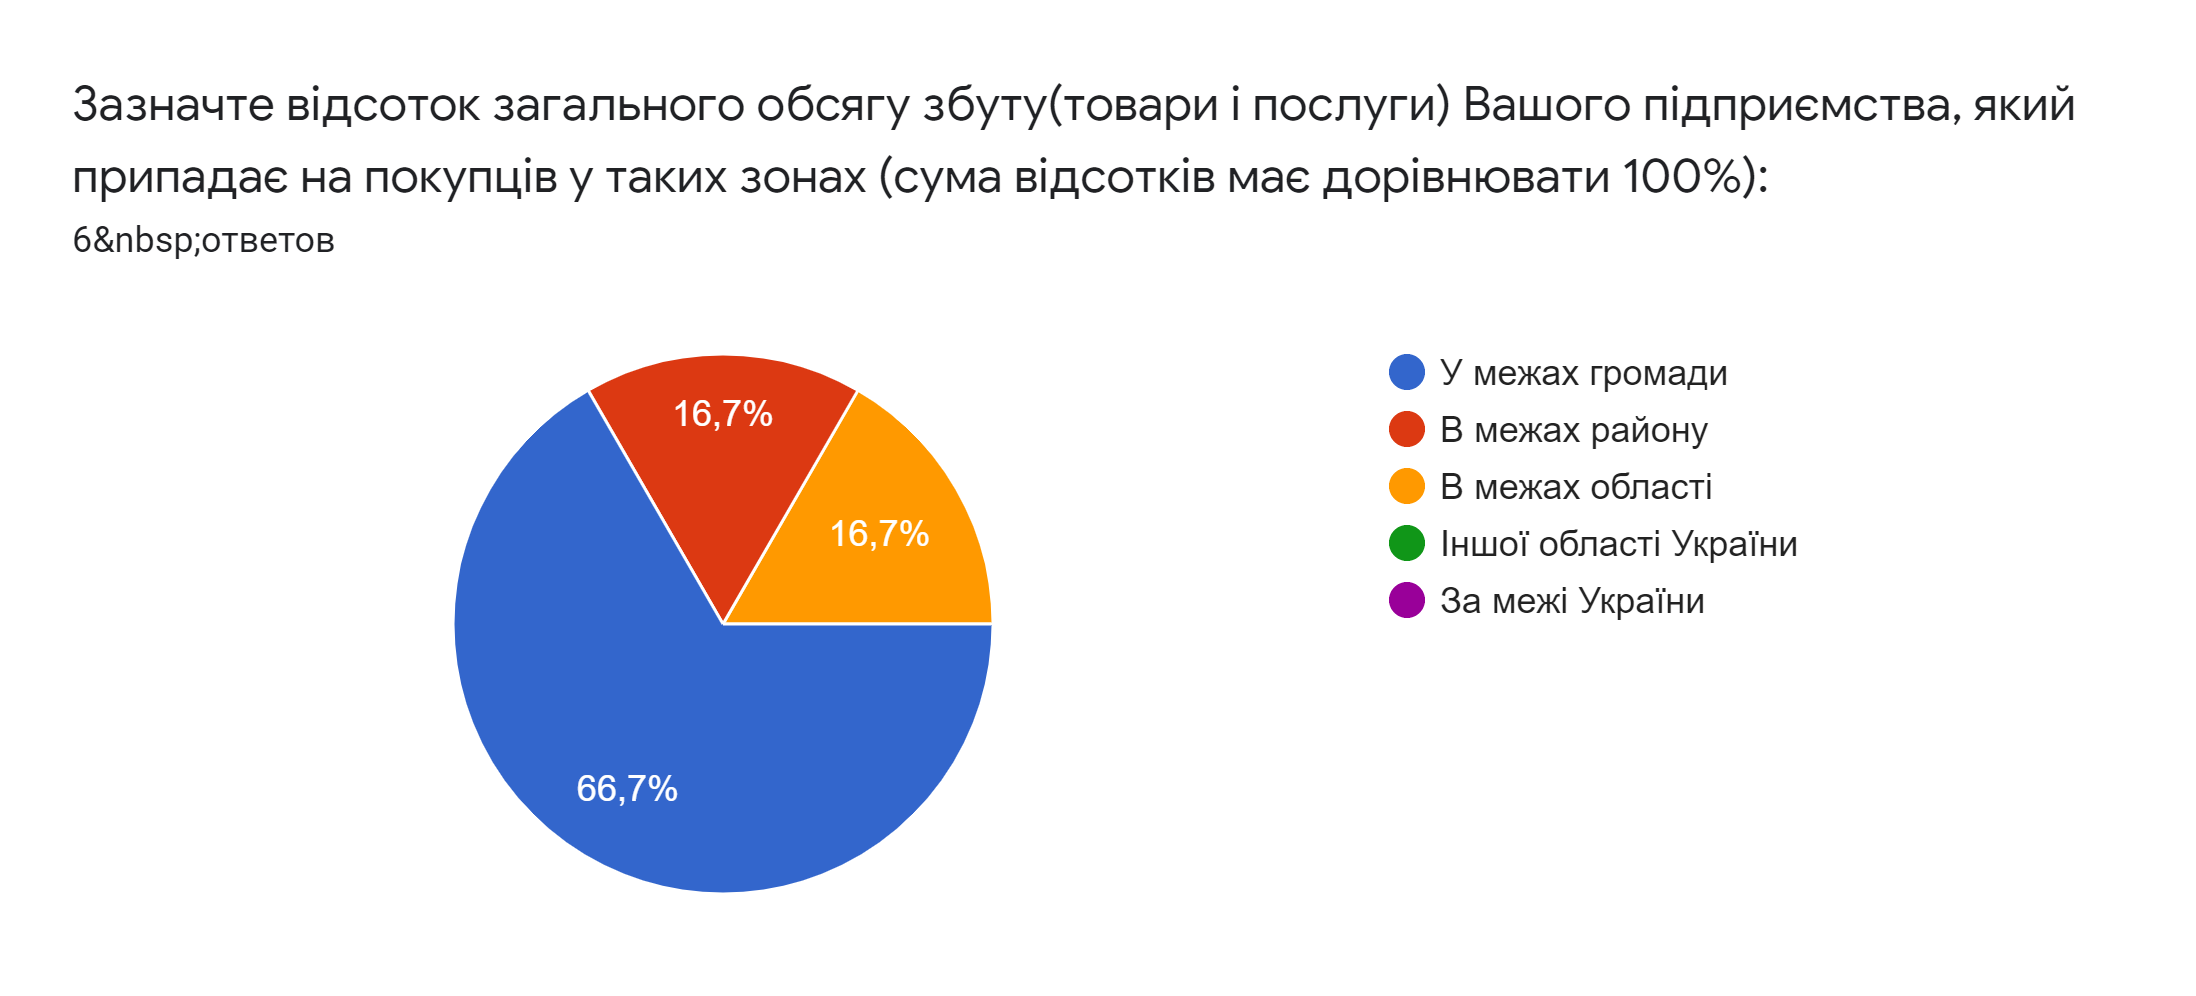 Зазначте відсоток загального обсягу збуту(товари і послуги) Вашого підприємства, який
припадає на покупців у таких зонах (сума відсотків має дорівнювати 100%):
6&nbsp;ответов
16,7%
16,7%
66,7%
У межах громади
В межах району
В межах області
Іншої області України
За межі України